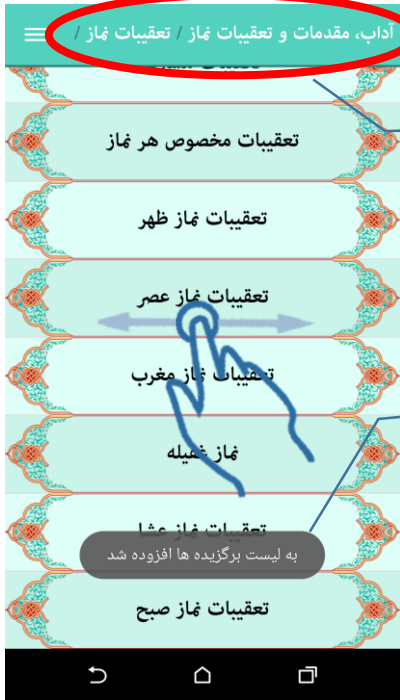 آداب، مقدمات و تعقیبات نماز / تعقیبات نماز /
تعقیبات مخصوص هر نماز
تعقیبات نماز ظهر
تعقیبات نماز عصر
تعقیبات نماز مغرب
نماز غفیله
تعقیبات نماز عشا
به لیست برگزیده ها افزوده شد
تعقیبات نماز صبح